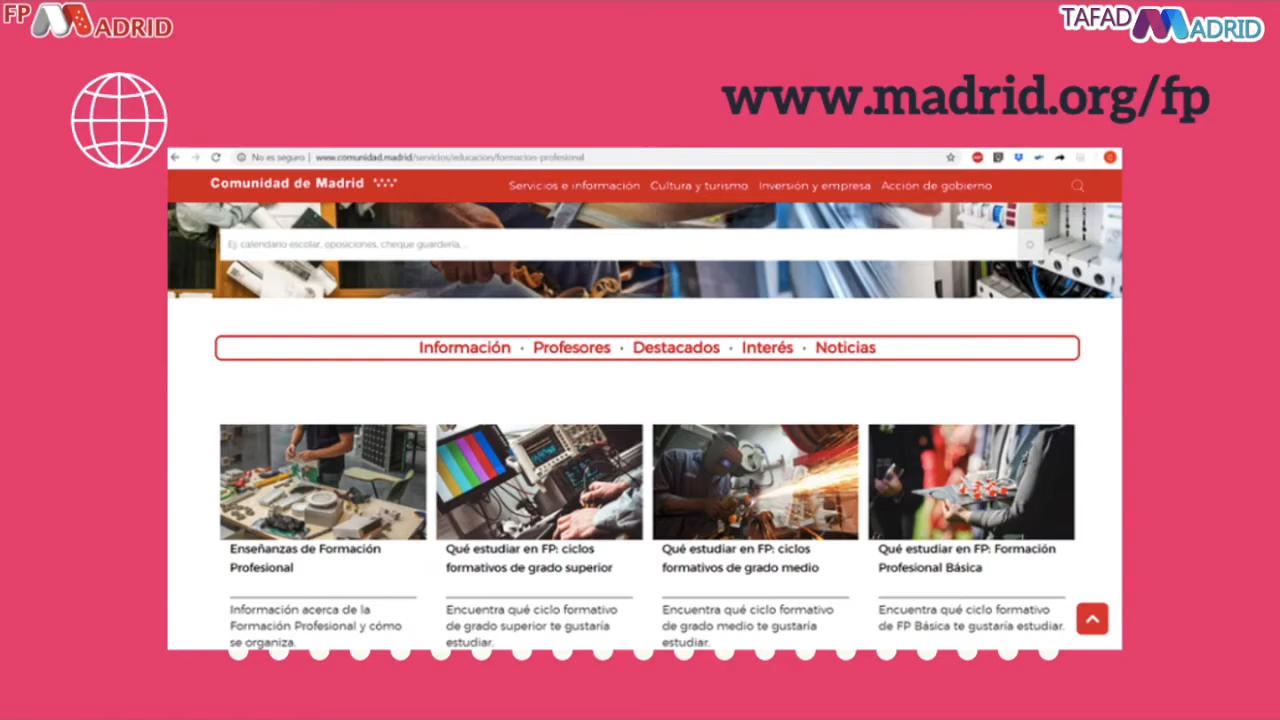 FP MADRID
TAFAD MADRID
www.madrid.org/fp
No es seguro | www.comunidad.madrid/servicios/educacion/formacion-profesional
Comunidad de Madrid
Servicios e información Cultura y turismo Inversión y empresa Acción de gobierno
Ej: calendario escolar, oposiciones, cheque guardería, ...
Información · Profesores · Destacados · Interés · Noticias
Enseñanzas de Formación
Profesional
Información acerca de la
Formación Profesional y cómo
se organiza.
Qué estudiar en FP: ciclos
formativos de grado superior
Encuentra qué ciclo formativo
de grado superior te gustaría
estudiar.
Qué estudiar en FP: ciclos
formativos de grado medio
Encuentra qué ciclo formativo
de grado medio te gustaría
estudiar.
Qué estudiar en FP: Formación
Profesional Básica
Encuentra qué ciclo formativo
de FP Básica te gustaría estudiar.